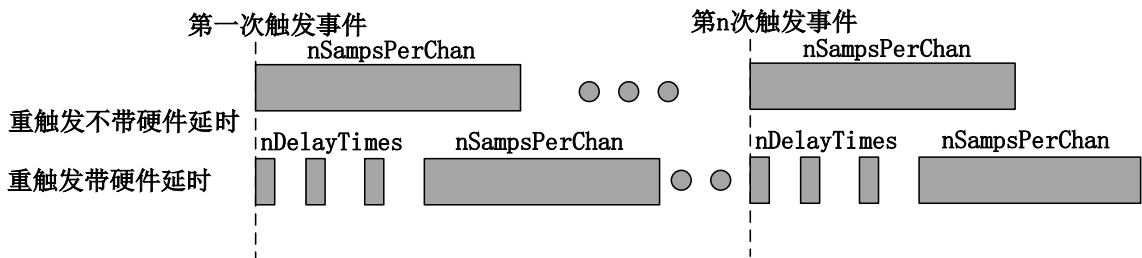 第一次触发事件
第n次触发事件
nSampsPerChan
nSampsPerChan
重触发不带硬件延时
nDelayTimes
nSampsPerChan
nDelayTimes
nSampsPerChan
重触发带硬件延时